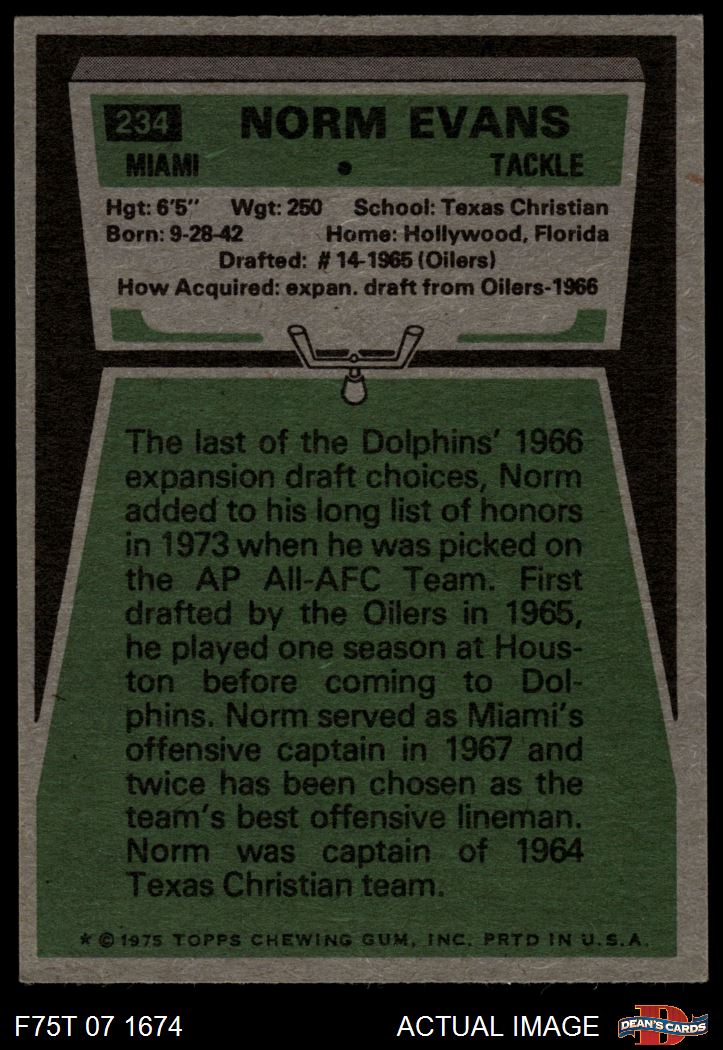 234 NORM EVANS
MIAMI • TACKLE
Hgt: 6'5" Wgt: 250 School: Texas Christian
Born: 9-28-42 Home: Hollywood, Florida
Drafted: #14-1965 (Oilers)
How Acquired: expan. draft from Oilers-1966
The last of the Dolphins' 1966
expansion draft choices, Norm
added to his long list of honors
in 1973 when he was picked on
the AP All-AFC Team. First
drafted by the Oilers in 1965,
he played one season at Hous-
ton before coming to Dol-
phins. Norm served as Miami's
offensive captain in 1967 and
twice has been chosen as the
team's best offensive lineman.
Norm was captain of 1964
Texas Christian team.
* © 1975 TOPPS CHEWING GUM, INC. PRTD IN U.S.A.
F75T 07 1674 ACTUAL IMAGE D DEAN'S CARDS